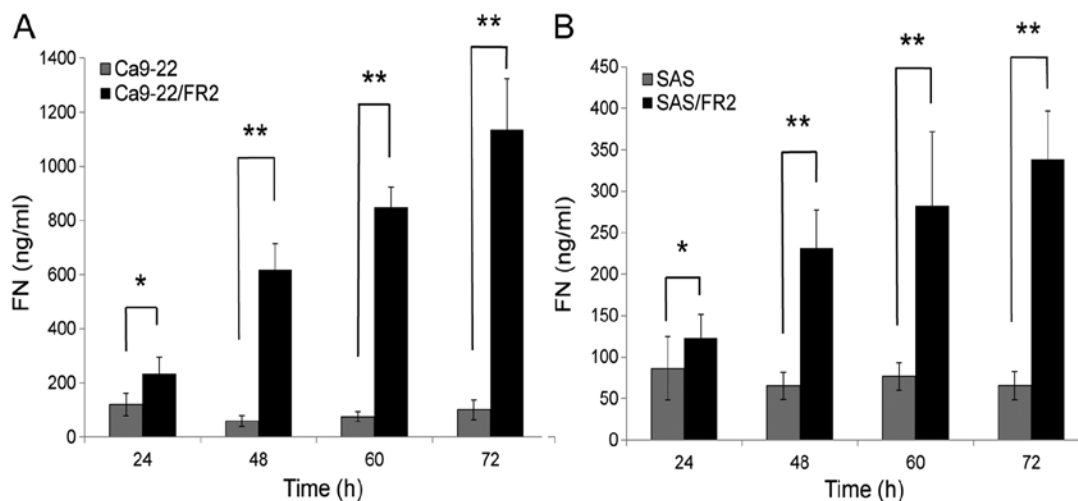 A
Ca9-22
Ca9-22/FR2
1400
1200
1000
800
600
400
200
0
FN (ng/ml)
*
**
**
**
24 48 60 72
Time (h)
B
SAS
SAS/FR2
450
400
350
300
250
200
150
100
50
0
FN (ng/ml)
*
**
**
**
24 48 60 72
Time (h)